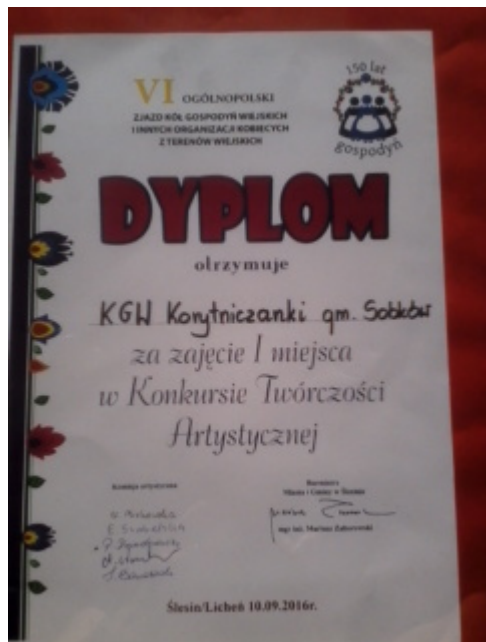 VI OGÓLNOPOLSKI
ZJAZD KÓŁ GOSPODYŃ WIEJSKICH
I INNYCH ORGANIZACJI KOBIECYCH
Z TERENÓW WIEJSKICH
150 lat
gospodyń
DYPLOM
otrzymuje
KGW Korytniczanki gm. Sobków
za zajęcie I miejsca
w Konkursie Twórczości
Artystycznej
Komisja artystyczna
Burmistrz
Miasta i Gminy w Ślesinie
mgr inż. Mariusz Zaborowski
Ślesin/Licheń 10.09.2016r.